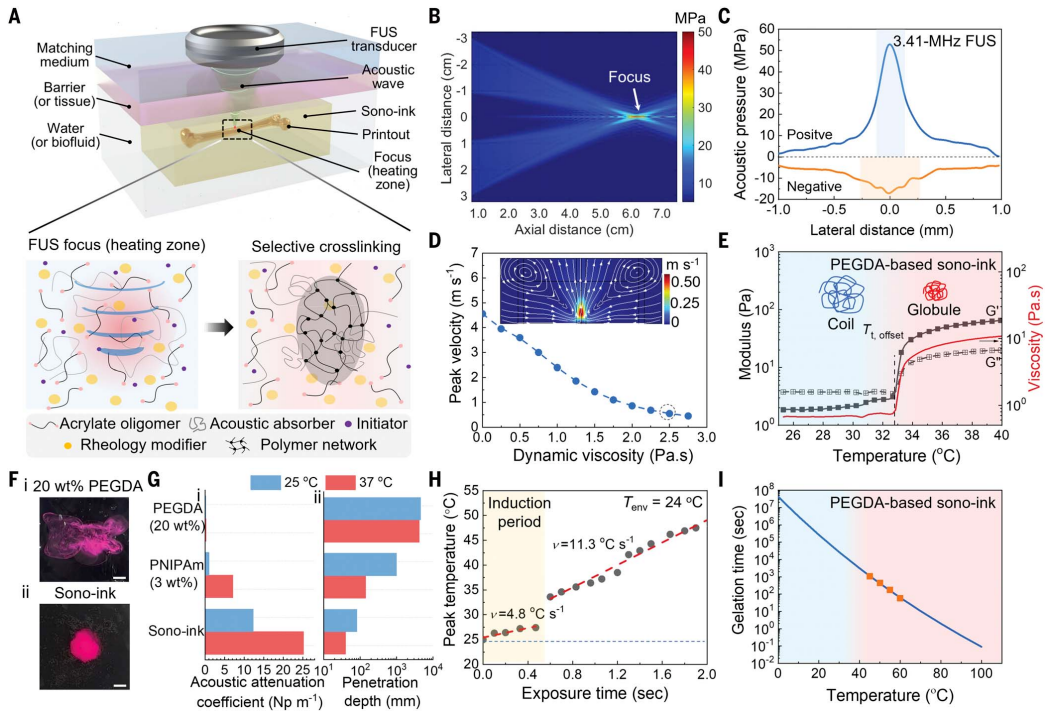 A
FUS
transducer
Matching
medium
Acoustic
wave
Barrier
(or tissue)
Sono-ink
Printout
Water
(or biofluid)
Focus
(heating zone)
FUS focus (heating zone)
Selective crosslinking
Acrylate oligomer
Acoustic absorber
Initiator
Rheology modifier
Polymer network
B
MPa
-3
-2
-1
0
1
2
3
Lateral distance (cm)
Focus
50
40
30
20
10
1.0
2.0
3.0
4.0
5.0
6.0
7.0
Axial distance (cm)
C
3.41-MHz FUS
60
50
40
30
20
10
0
-10
-20
Acoustic pressure (MPa)
Positve
Negative
-1.0
-0.5
0.0
0.5
1.0
Lateral distance (mm)
D
7
6
5
4
3
2
1
0
Peak velocity (m s-1)
m s-1
0.50
0.25
0
0.0
0.5
1.0
1.5
2.0
2.5
3.0
Dynamic viscosity (Pa.s)
E
PEGDA-based sono-ink
10³
10²
10¹
10⁰
Modulus (Pa)
Coil
Globule
Tt, offset
G'
G"
10²
10¹
10⁰
Viscosity (Pa.s)
26
28
30
32
34
36
38
40
Temperature (ºC)
F
i 20 wt% PEGDA
ii Sono-ink
G
25 ºC
37 ºC
i
ii
PEGDA
(20 wt%)
PNIPAm
(3 wt%)
Sono-ink
0
5
10
15
20
25
Acoustic attenuation
coefficient (Np m-1)
10¹
10²
10³
10⁴
Penetration
depth (mm)
H
55
50
45
40
35
30
25
20
Peak temperature (ºC)
Induction
period
Tenv = 24 ºC
ν=11.3 ºC s-1
ν=4.8 ºC s-1
0.0
0.4
0.8
1.2
1.6
2.0
Exposure time (sec)
I
PEGDA-based sono-ink
10⁸
10⁷
10⁶
10⁵
10⁴
10³
10²
10¹
10⁰
10-1
10-2
Gelation time (sec)
0
20
40
60
80
100
Temperature (ºC)